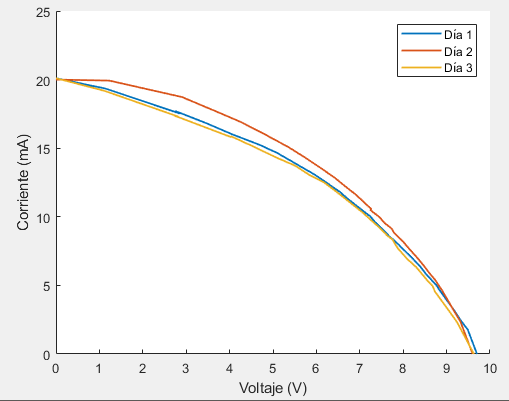 25
20
15
10
5
0
Corriente (mA)
Día 1
Día 2
Día 3
0 1 2 3 4 5 6 7 8 9 10
Voltaje (V)